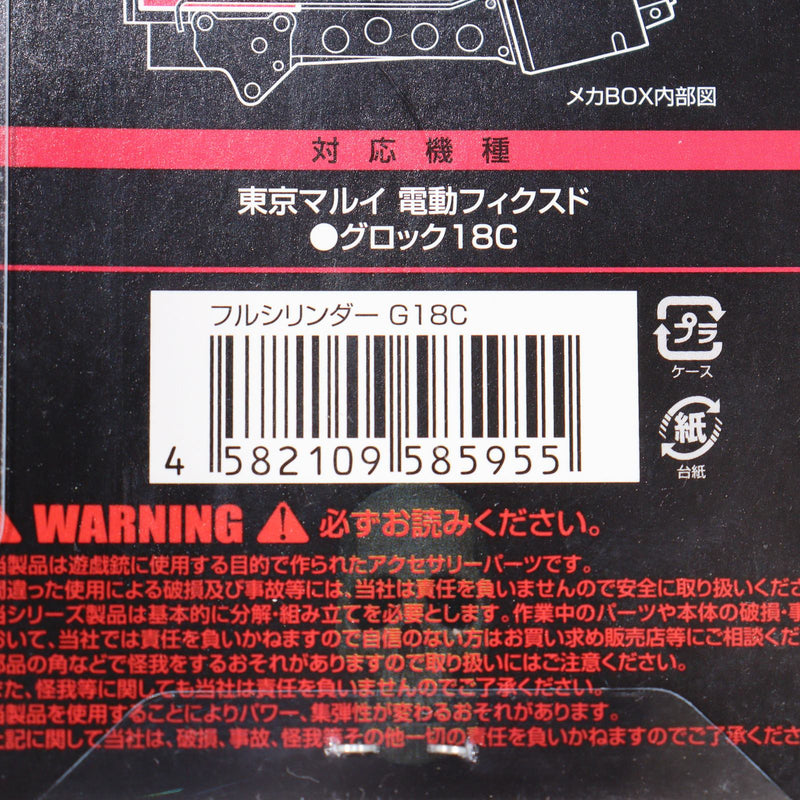 メカBOX内部図
対応機種
東京マルイ 電動フィクスド
●グロック18C
フルシリンダー G18C
4 582109 585955
プラ
ケース
紙
台紙
WARNING 必ずお読みください。
当製品は遊戯銃に使用する目的で作られたアクセサリーパーツです。
間違った使用による破損及び事故等には、当社は責任を負いませんので安全に取り扱いくださ
当シリーズ製品は基本的に分解・組み立てを必要とします。作業中のパーツや本体の破損・事
おいて、当社では責任を負いかねますので自信のない方はお買い求め販売店等にご相談くだ
部品の角などで怪我をするおそれがありますので取り扱いにはご注意ください。
また、怪我等に関しても当社は責任を負いませんのでご了承ください。
当製品を使用することによりパワー、集弾性が変わるおそれがあります。
上記に関して当社は、破損、事故、怪我等その他一切の責任を負いかねますのでご了承くださ